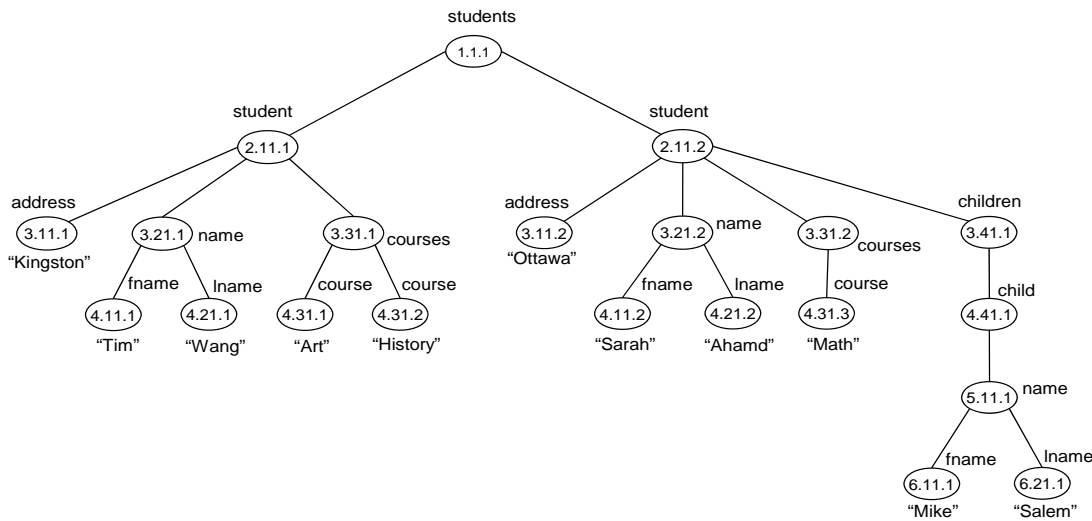 students
1.1.1
student
student
2.11.1
2.11.2
address
address
children
3.11.1
3.21.1
name
3.31.1
courses
3.11.2
3.21.2
name
3.31.2
courses
3.41.1
“Kingston”
“Ottawa”
fname
lname
course
course
fname
lname
course
child
4.11.1
4.21.1
4.31.1
4.31.2
4.11.2
4.21.2
4.31.3
4.41.1
“Tim”
“Wang”
“Art”
“History”
“Sarah”
“Ahamd”
“Math”
5.11.1
name
fname
lname
6.11.1
6.21.1
“Mike”
“Salem”